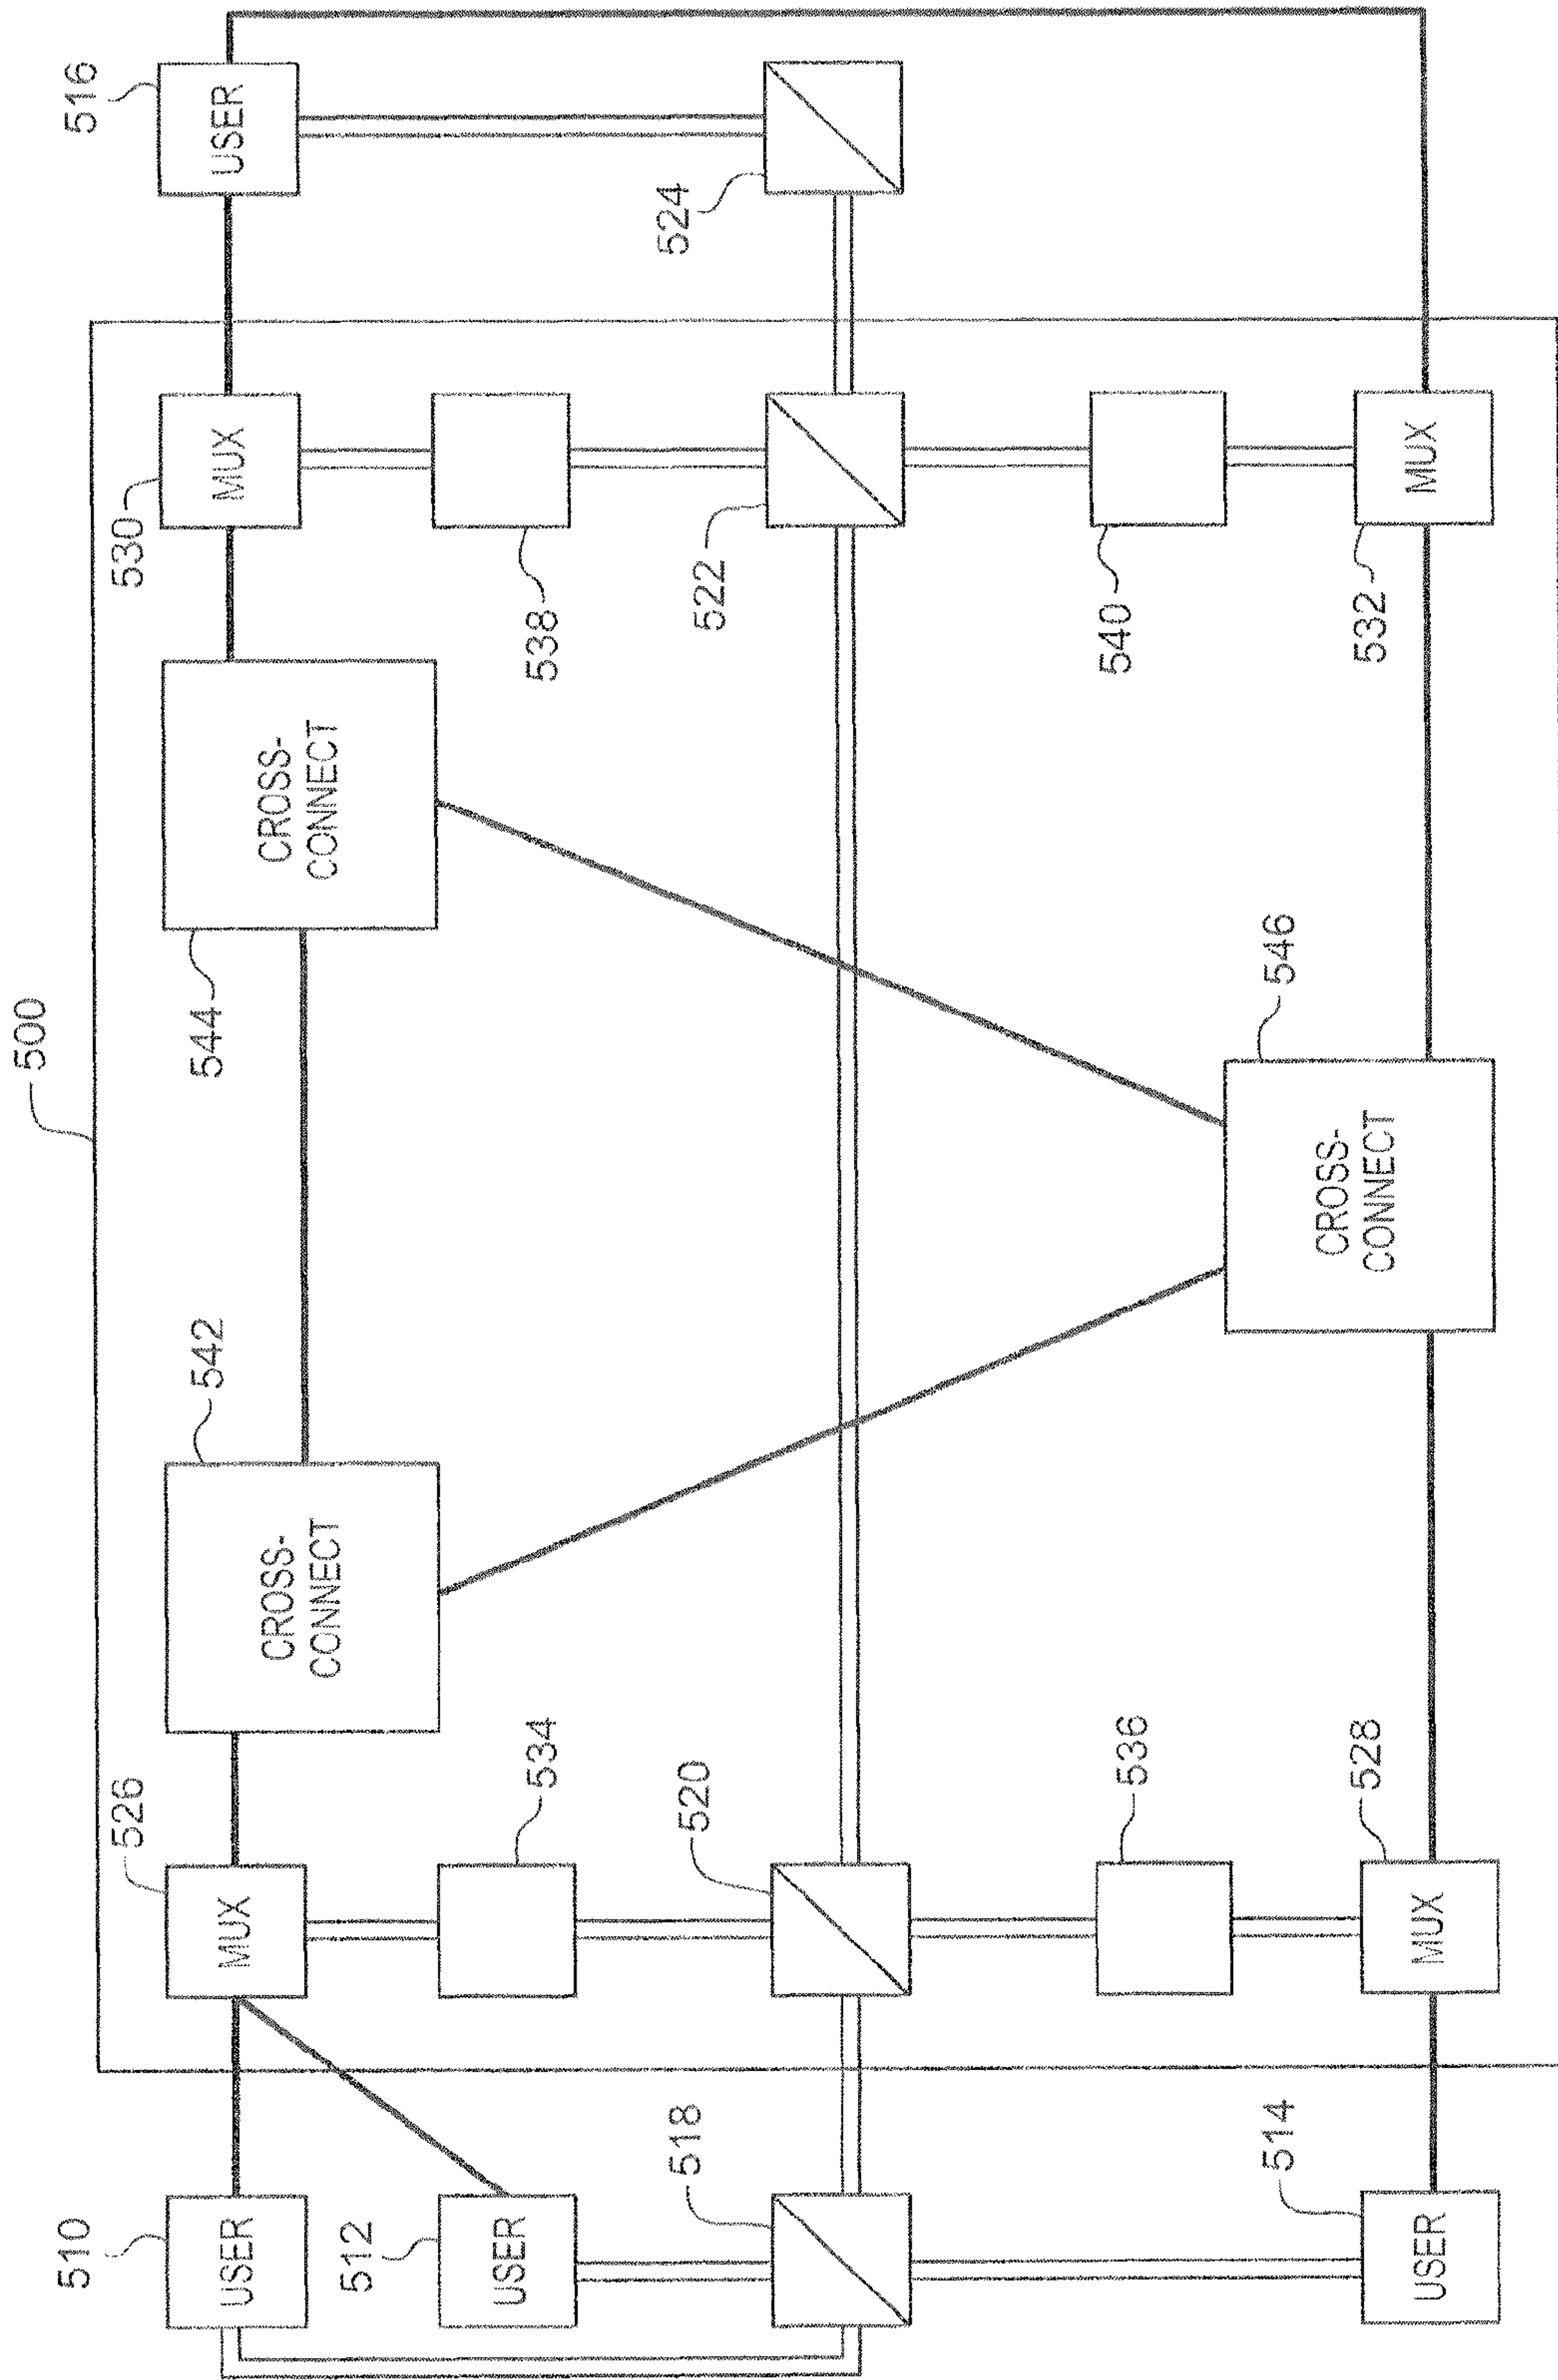 500
510
USER
526
MUX
542
CROSS-
CONNECT
544
CROSS-
CONNECT
530
MUX
516
USER
512
USER
534
538
518
520
522
524
536
540
514
USER
528
MUX
546
CROSS-
CONNECT
532
MUX